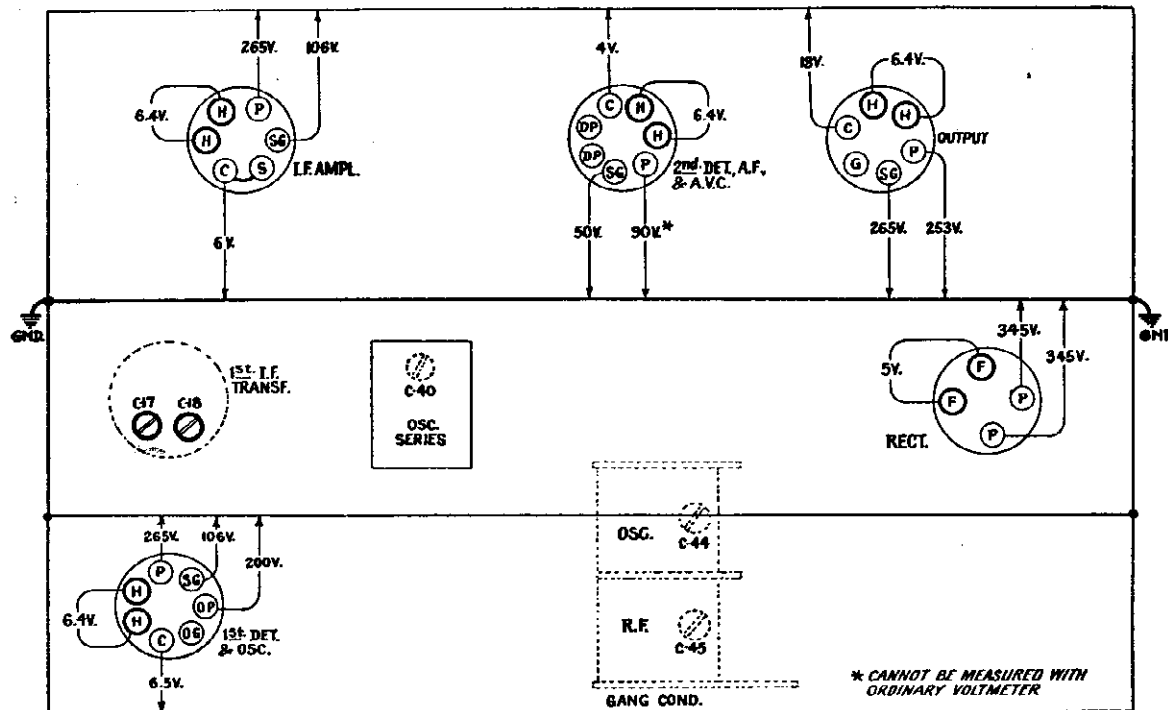 265V.
106V.
6.4V.
H
P
H
SG
C
S
I.F. AMPL.
6V.
4V.
C
H
DP
H
DP
SG
P
6.4V.
2nd. DET., A.F.,
& A.V.C.
50V.
90V.*
18V.
6.4V.
H
H
C
P
G
SG
OUTPUT
265V.
253V.
GND.
GND
1st. I.F.
TRANSF.
C-17
C-18
C-40
OSC.
SERIES
345V.
345V.
5V.
F
F
P
P
RECT.
265V.
106V.
200V.
6.4V.
P
SG
H
OP
H
C
OG
1st. DET.
& OSC.
6.5V.
OSC.
C-44
R.F.
C-45
GANG COND.
* CANNOT BE MEASURED WITH
ORDINARY VOLTMETER